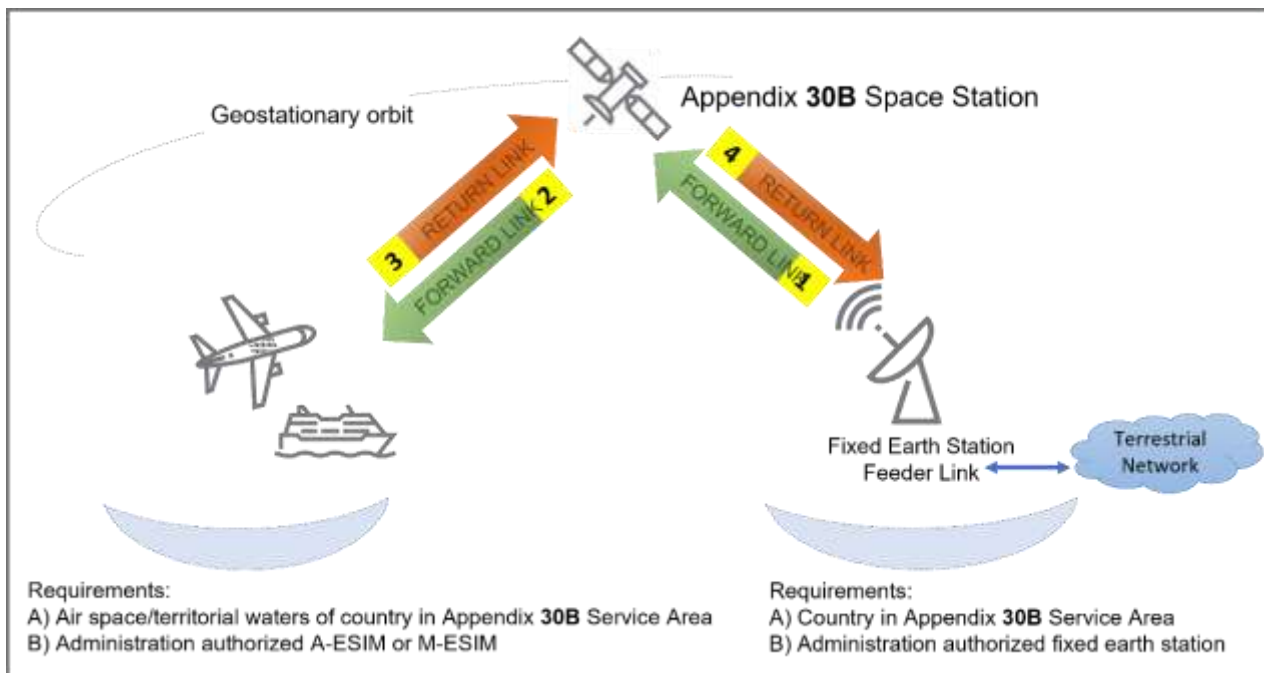 Geostationary orbit
Appendix 30B Space Station
RETURN LINK
3
FORWARD LINK
2
4
RETURN LINK
FORWARD LINK
1
Fixed Earth Station
Feeder Link
Terrestrial
Network
Requirements:
A) Air space/territorial waters of country in Appendix 30B Service Area
B) Administration authorized A-ESIM or M-ESIM
Requirements:
A) Country in Appendix 30B Service Area
B) Administration authorized fixed earth station